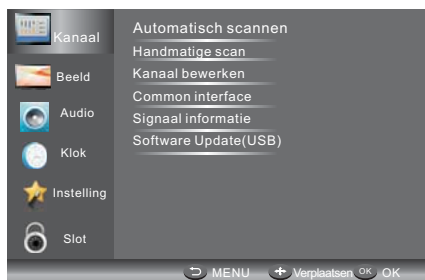 Kanaal
Beeld
Audio
Klok
Instelling
Slot
Automatisch scannen
Handmatige scan
Kanaal bewerken
Common interface
Signaal informatie
Software Update(USB)
MENU Verplaatsen OK OK